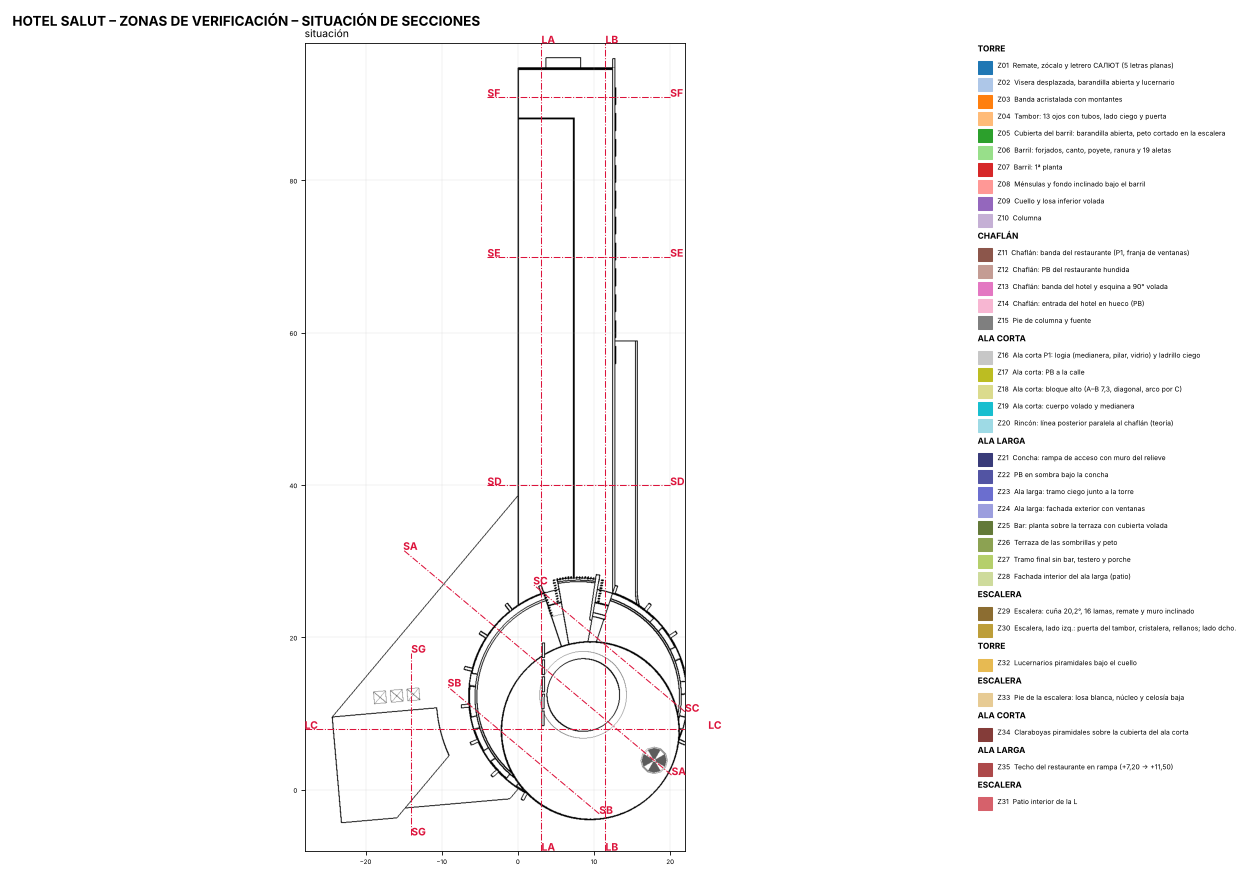 HOTEL SALUT – ZONAS DE VERIFICACIÓN – SITUACIÓN DE SECCIONES
situación
LA
LB
SF
SF
SE
SE
SD
SD
SA
SC
SG
SB
SC
LC
LC
SA
SB
SG
LA
LB
80
60
40
20
0
−20
−10
0
10
20
TORRE
Z01 Remate, zócalo y letrero САЛЮТ (5 letras planas)
Z02 Visera desplazada, barandilla abierta y lucernario
Z03 Banda acristalada con montantes
Z04 Tambor: 13 ojos con tubos, lado ciego y puerta
Z05 Cubierta del barril: barandilla abierta, peto cortado en la escalera
Z06 Barril: forjados, canto, poyete, ranura y 19 aletas
Z07 Barril: 1ª planta
Z08 Ménsulas y fondo inclinado bajo el barril
Z09 Cuello y losa inferior volada
Z10 Columna
CHAFLÁN
Z11 Chaflán: banda del restaurante (P1, franja de ventanas)
Z12 Chaflán: PB del restaurante hundida
Z13 Chaflán: banda del hotel y esquina a 90° volada
Z14 Chaflán: entrada del hotel en hueco (PB)
Z15 Pie de columna y fuente
ALA CORTA
Z16 Ala corta P1: logia (medianera, pilar, vidrio) y ladrillo ciego
Z17 Ala corta: PB a la calle
Z18 Ala corta: bloque alto (A–B 7,3, diagonal, arco por C)
Z19 Ala corta: cuerpo volado y medianera
Z20 Rincón: línea posterior paralela al chaflán (teoría)
ALA LARGA
Z21 Concha: rampa de acceso con muro del relieve
Z22 PB en sombra bajo la concha
Z23 Ala larga: tramo ciego junto a la torre
Z24 Ala larga: fachada exterior con ventanas
Z25 Bar: planta sobre la terraza con cubierta volada
Z26 Terraza de las sombrillas y peto
Z27 Tramo final sin bar, testero y porche
Z28 Fachada interior del ala larga (patio)
ESCALERA
Z29 Escalera: cuña 20,2°, 16 lamas, remate y muro inclinado
Z30 Escalera, lado izq.: puerta del tambor, cristalera, rellanos; lado dcho.
TORRE
Z32 Lucernarios piramidales bajo el cuello
ESCALERA
Z33 Pie de la escalera: losa blanca, núcleo y celosía baja
ALA CORTA
Z34 Claraboyas piramidales sobre la cubierta del ala corta
ALA LARGA
Z35 Techo del restaurante en rampa (+7,20 → +11,50)
ESCALERA
Z31 Patio interior de la L